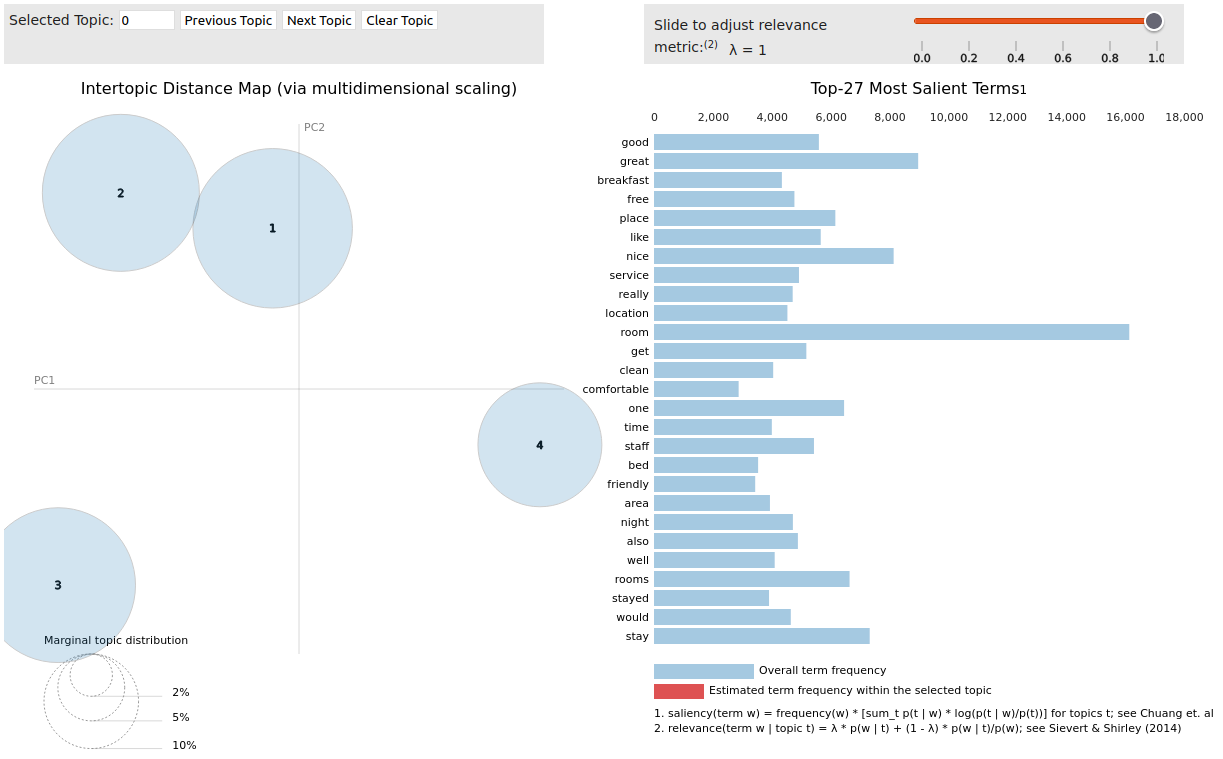 Selected Topic: 0 Previous Topic Next Topic Clear Topic
Slide to adjust relevance
metric:(2) λ = 1
0.0 0.2 0.4 0.6 0.8 1.0
Intertopic Distance Map (via multidimensional scaling)
PC2
2
1
PC1
4
3
Marginal topic distribution
2%
5%
10%
Top-27 Most Salient Terms1
0 2,000 4,000 6,000 8,000 10,000 12,000 14,000 16,000 18,000
good
great
breakfast
free
place
like
nice
service
really
location
room
get
clean
comfortable
one
time
staff
bed
friendly
area
night
also
well
rooms
stayed
would
stay
Overall term frequency
Estimated term frequency within the selected topic
1. saliency(term w) = frequency(w) * [sum_t p(t | w) * log(p(t | w)/p(t))] for topics t; see Chuang et. al
2. relevance(term w | topic t) = λ * p(w | t) + (1 - λ) * p(w | t)/p(w); see Sievert & Shirley (2014)